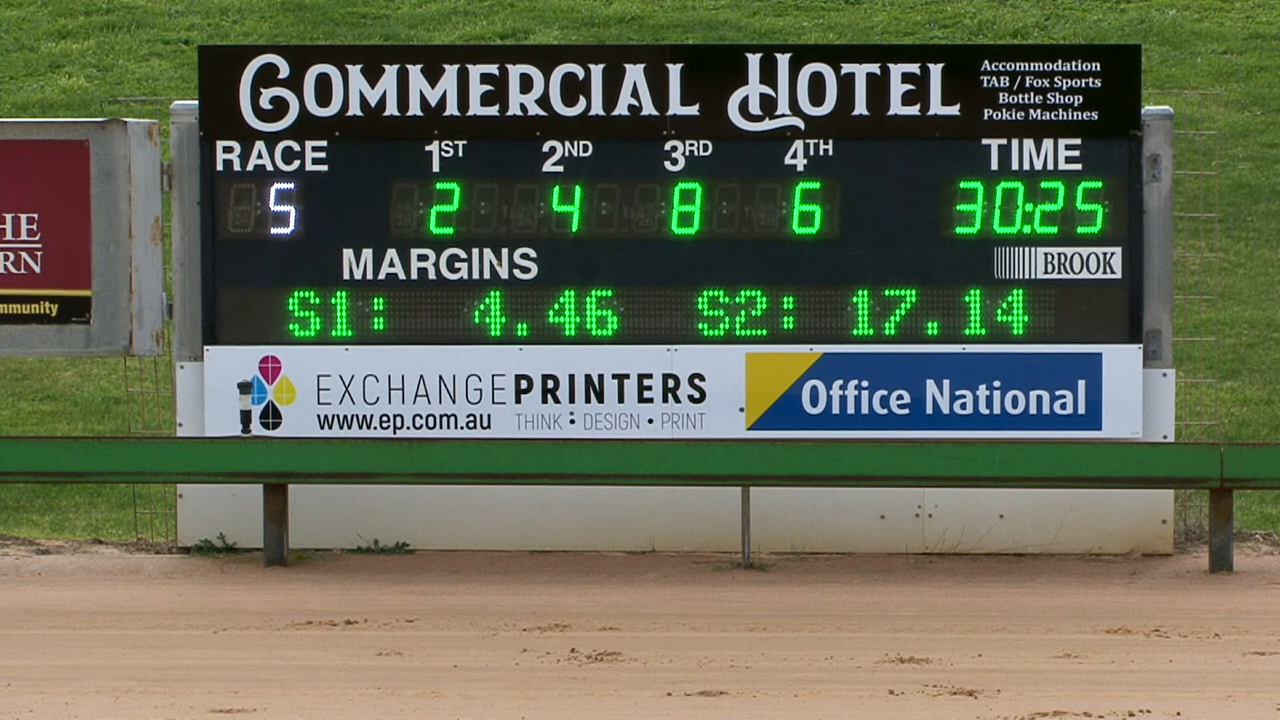 COMMERCIAL HOTEL
Accommodation
TAB / Fox Sports
Bottle Shop
Pokie Machines
RACE 1ST 2ND 3RD 4TH TIME
5 2 4 8 6 30:25
MARGINS
BROOK
S1: 4.46 S2: 17.14
EXCHANGEPRINTERS
www.ep.com.au
THINK • DESIGN • PRINT
Office National
HE
RN
mmunity